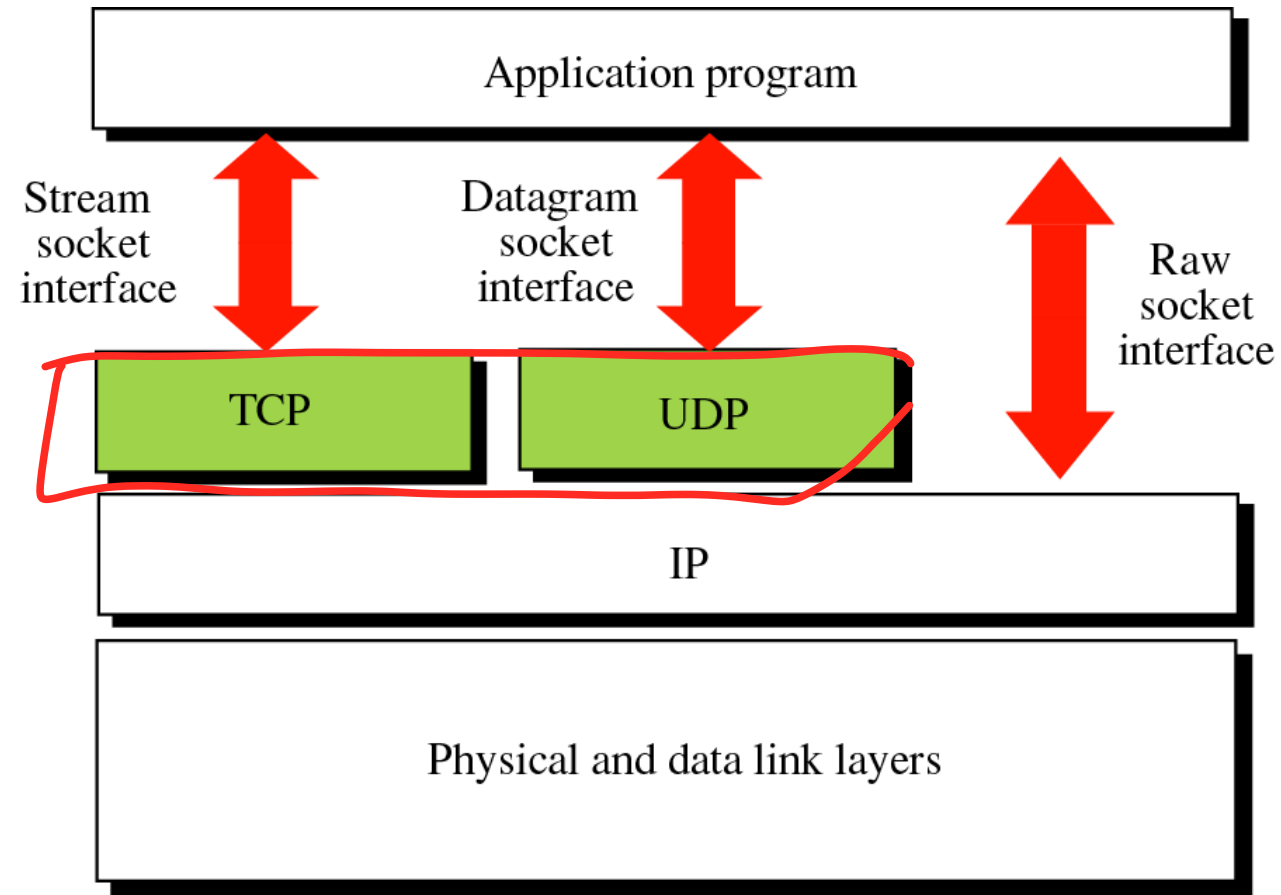 Application program
Stream
socket
interface
Datagram
socket
interface
Raw
socket
interface
TCP
UDP
IP
Physical and data link layers